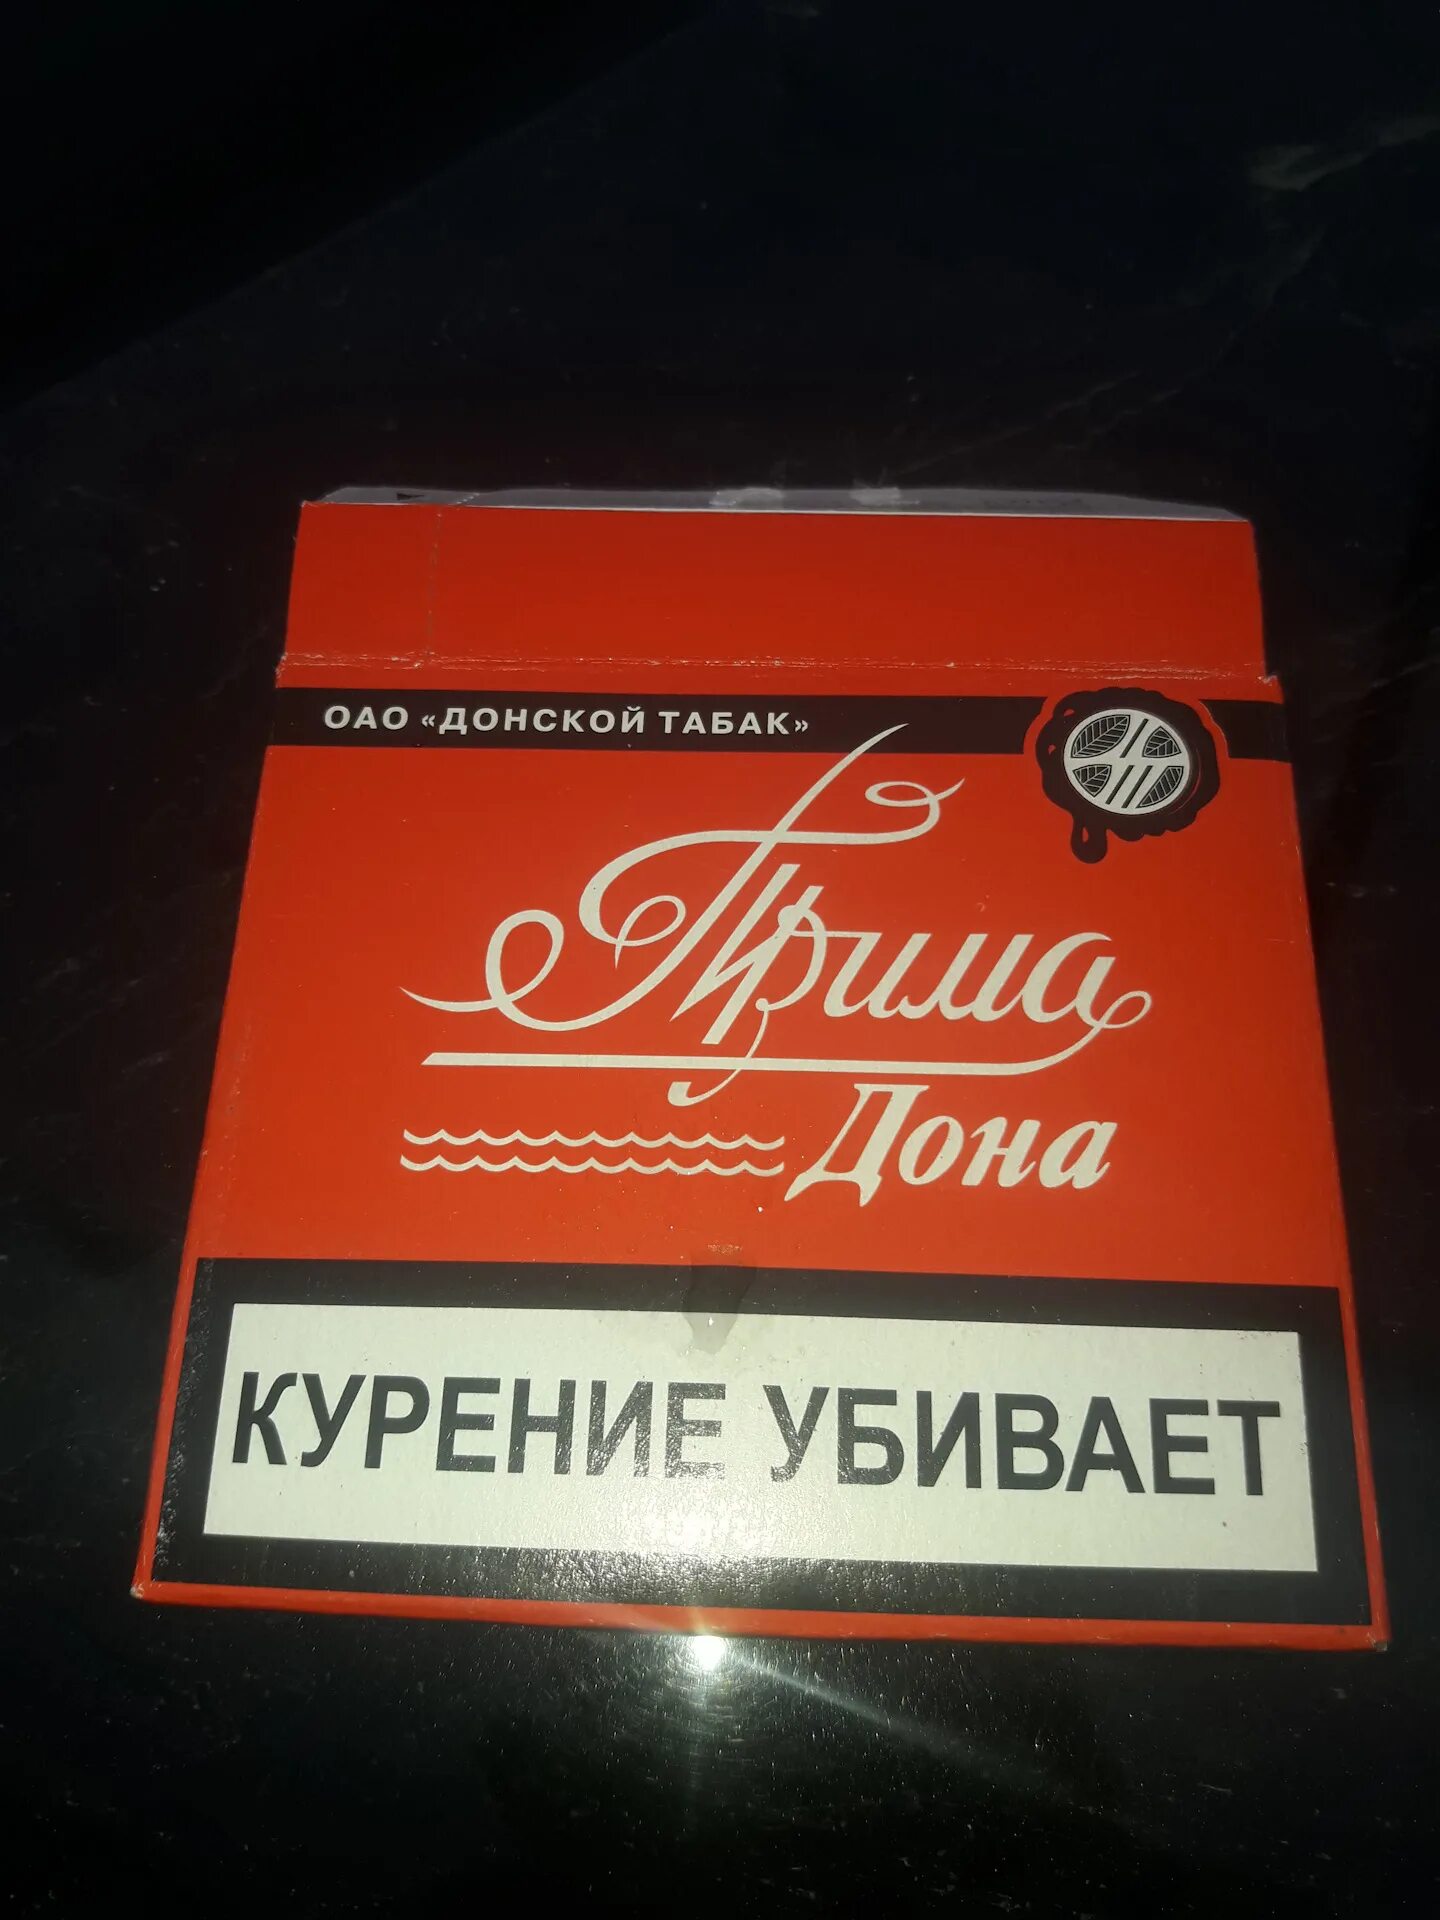 ОАО «ДОНСКОЙ ТАБАК»
Прима
Дона
КУРЕНИЕ УБИВАЕТ